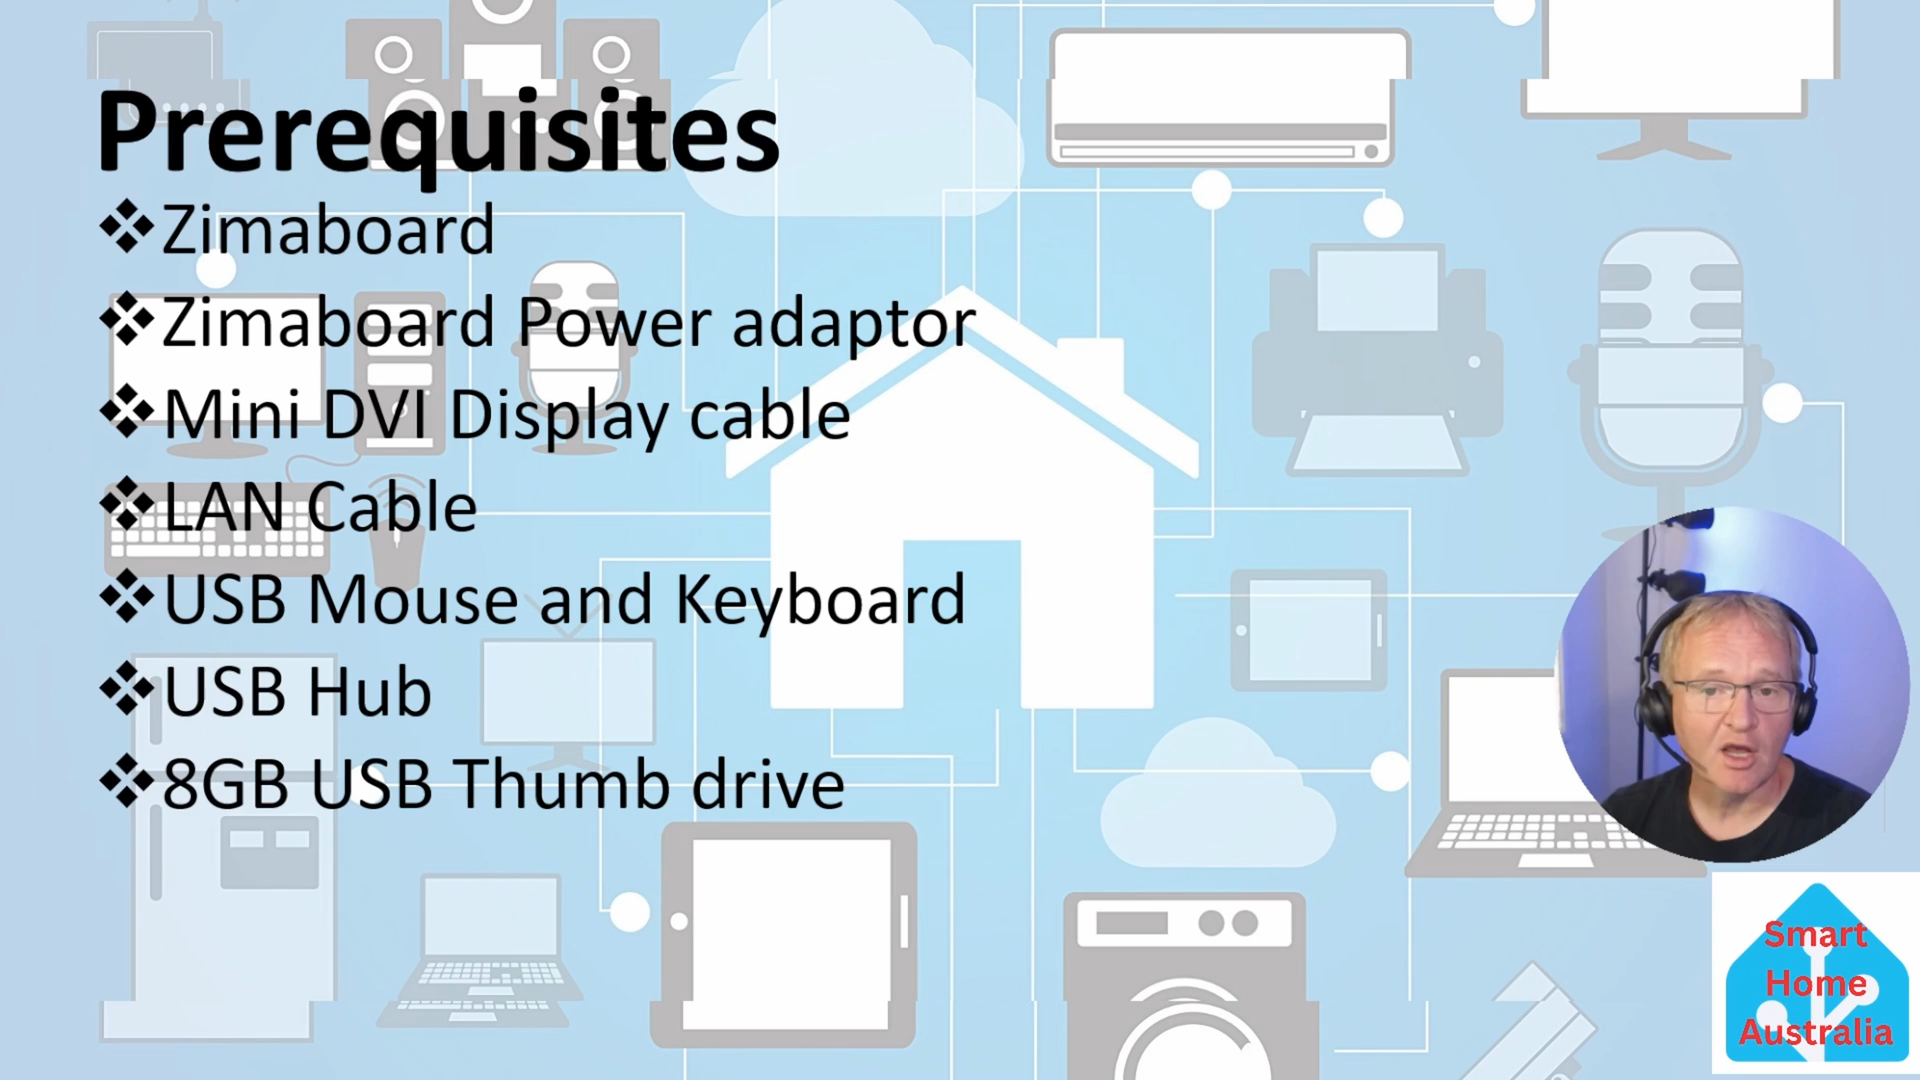 Prerequisites
❖Zimaboard
❖Zimaboard Power adaptor
❖Mini DVI Display cable
❖LAN Cable
❖USB Mouse and Keyboard
❖USB Hub
❖8GB USB Thumb drive
Smart
Home
Australia